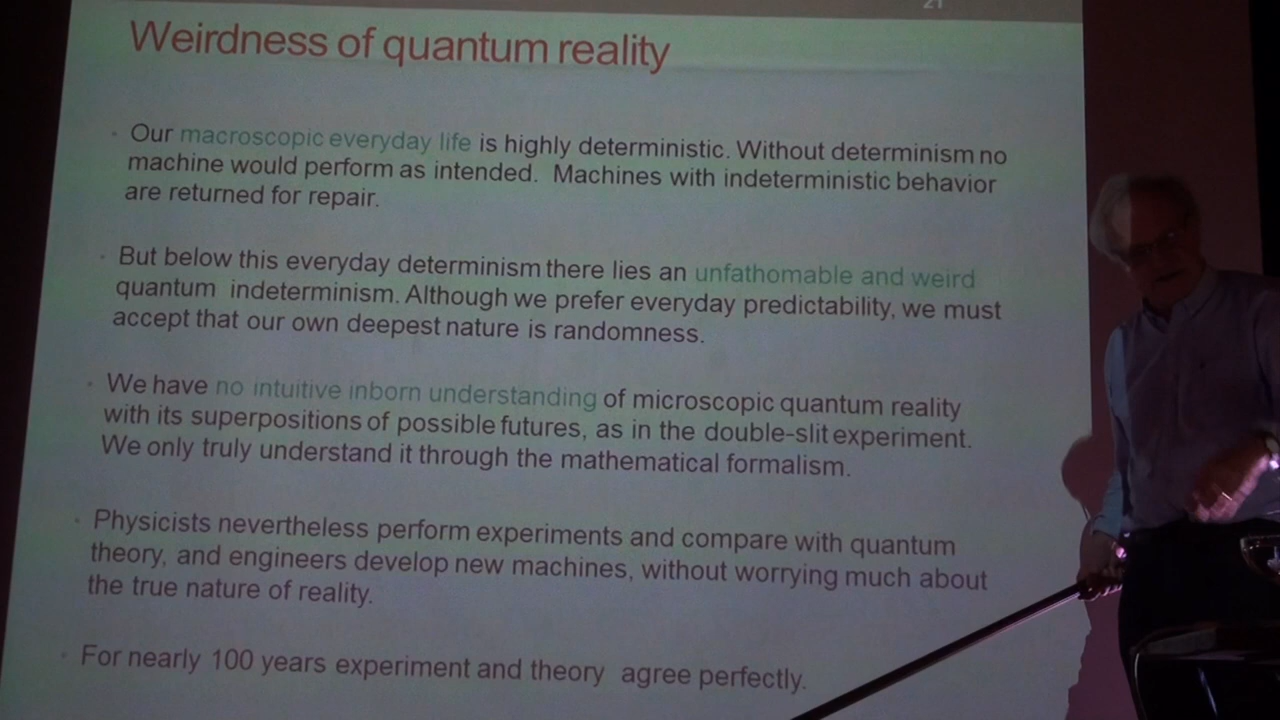 21
Weirdness of quantum reality
Our macroscopic everyday life is highly deterministic. Without determinism no
machine would perform as intended. Machines with indeterministic behavior
are returned for repair.
But below this everyday determinism there lies an unfathomable and weird
quantum indeterminism. Although we prefer everyday predictability, we must
accept that our own deepest nature is randomness.
We have no intuitive inborn understanding of microscopic quantum reality
with its superpositions of possible futures, as in the double-slit experiment.
We only truly understand it through the mathematical formalism.
Physicists nevertheless perform experiments and compare with quantum
theory, and engineers develop new machines, without worrying much about
the true nature of reality.
For nearly 100 years experiment and theory agree perfectly.